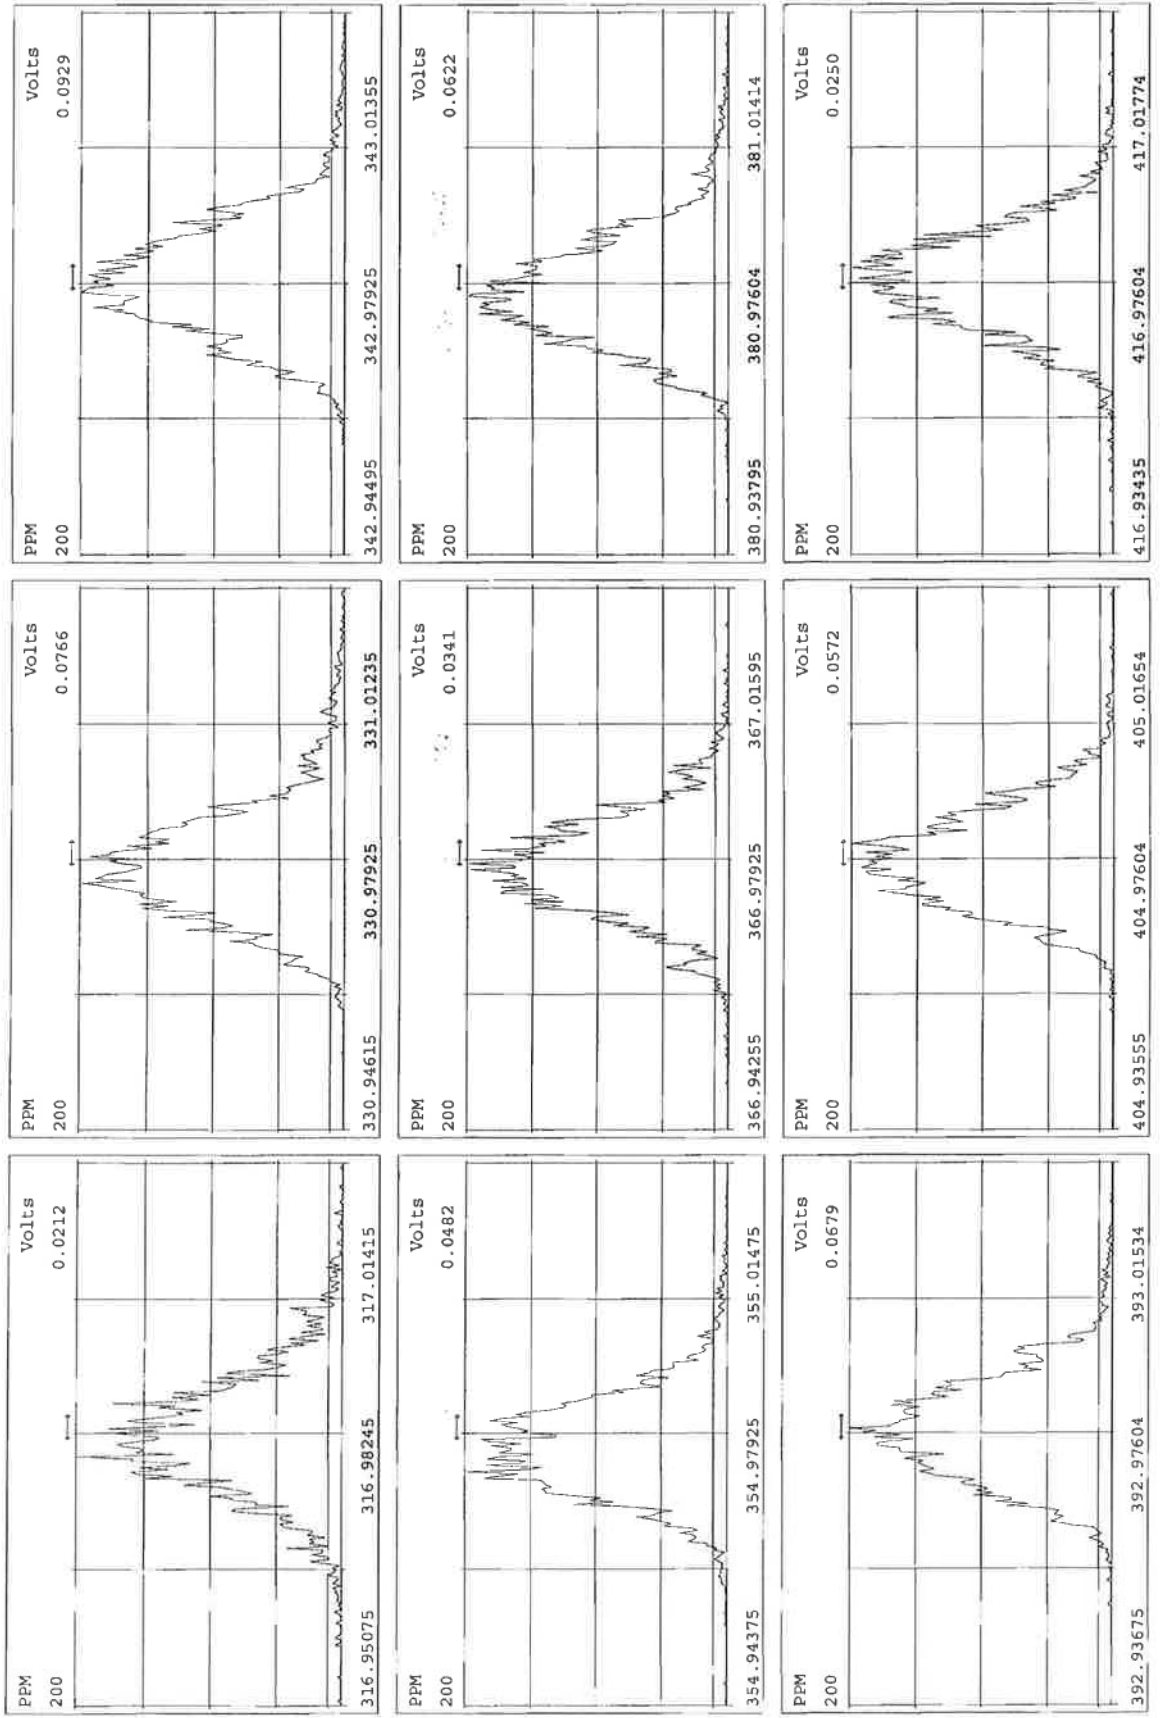 PPM Volts
200 0.0212
316.95075 316.98245 317.01415
PPM Volts
200 0.0766
330.94615 330.97925 331.01235
PPM Volts
200 0.0929
342.94495 342.97925 343.01355
PPM Volts
200 0.0482
354.94375 354.97925 355.01475
PPM Volts
200 0.0341
366.94255 366.97925 367.01595
PPM Volts
200 0.0622
380.93795 380.97604 381.01414
PPM Volts
200 0.0679
392.93675 392.97604 393.01534
PPM Volts
200 0.0572
404.93555 404.97604 405.01654
PPM Volts
200 0.0250
416.93435 416.97604 417.01774